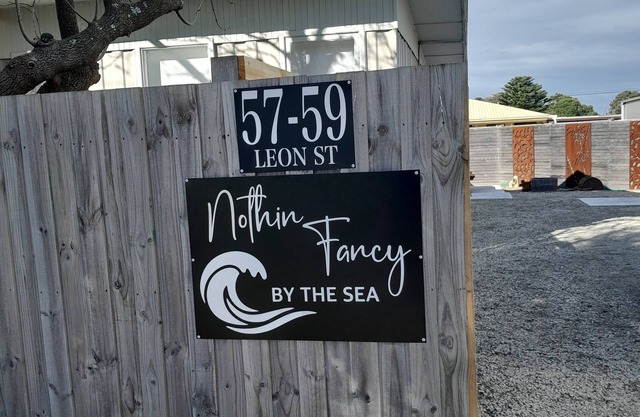 57-59
LEON ST
Nothin
Fancy
BY THE SEA